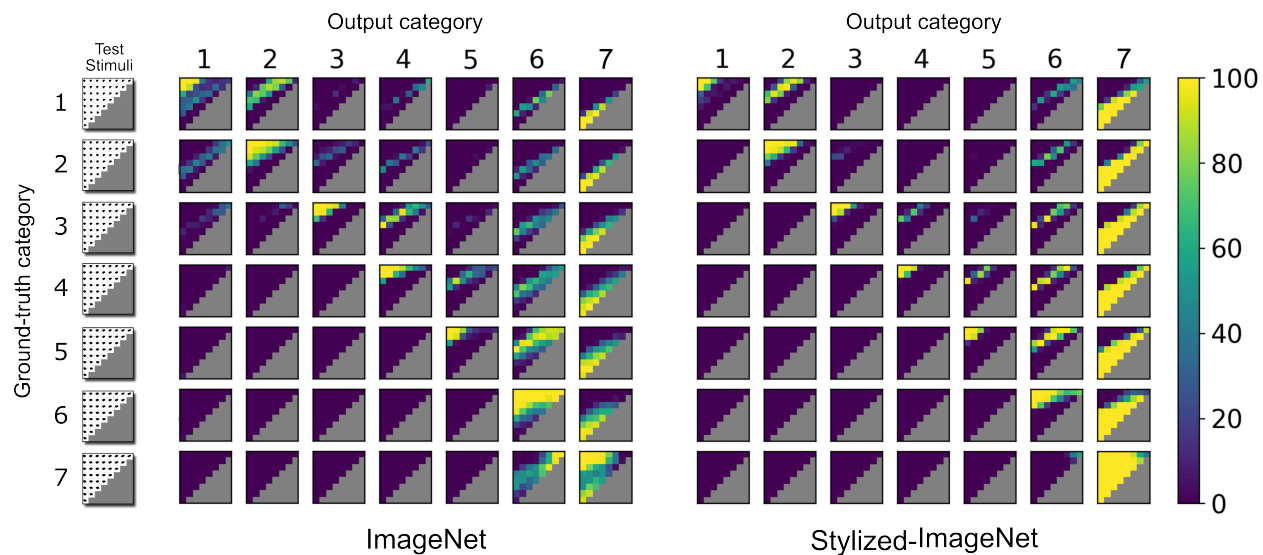 Output category
Output category
Test
Stimuli
1 2 3 4 5 6 7
1 2 3 4 5 6 7
Ground-truth category
1
2
3
4
5
6
7
100
80
60
40
20
0
ImageNet
Stylized-ImageNet